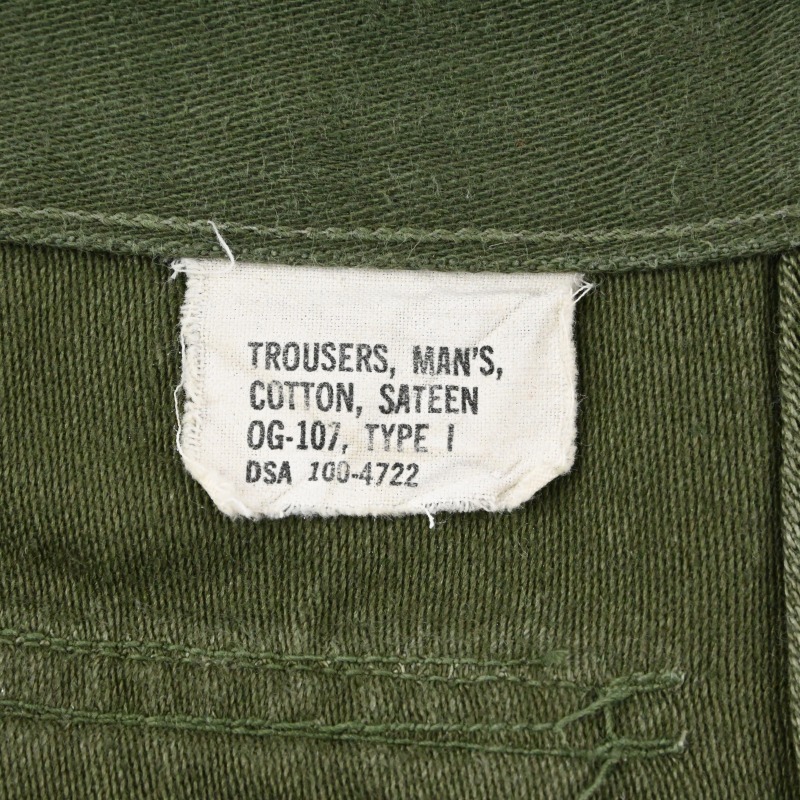 TROUSERS, MAN'S,
COTTON, SATEEN
OG-107, TYPE I
DSA 100-4722